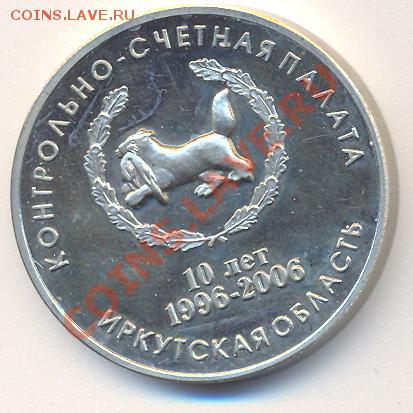 COINS.LAVE.RU
КОНТРОЛЬНО-СЧЕТНАЯ ПАЛАТА
10 лет
1996-2006
ИРКУТСКАЯ ОБЛАСТЬ
COINS.LAVE.RU